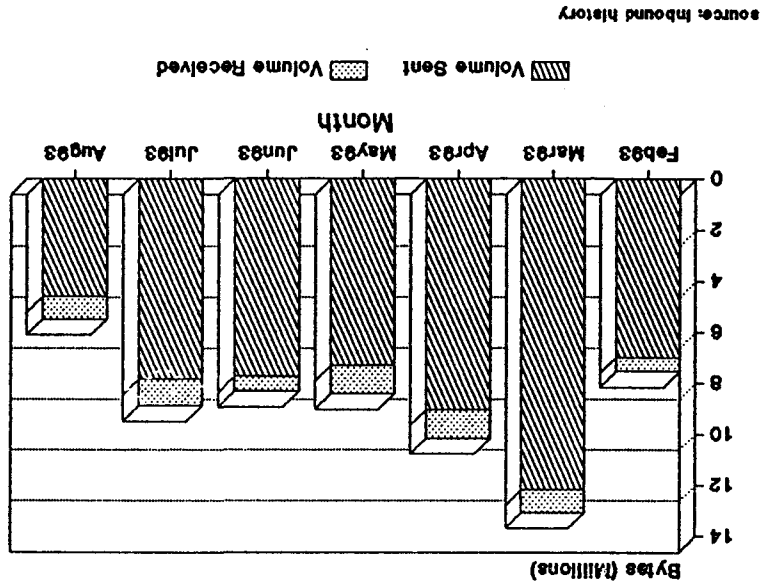 Bytes (Millions)
14
12
10
8
6
4
2
0
Feb93 Mar93 Apr93 May93 Jun93 Jul93 Aug93
Month
Volume Sent Volume Received
source: Inbound history